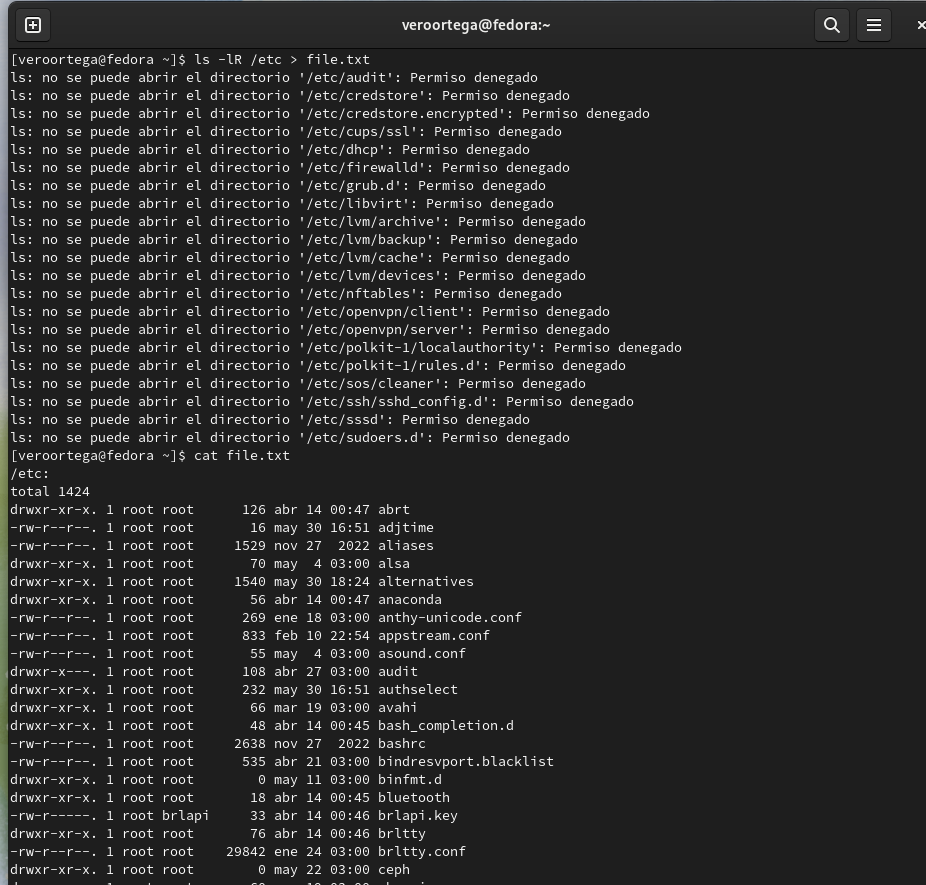 veroortega@fedora:~
[veroortega@fedora ~]$ ls -lR /etc > file.txt
ls: no se puede abrir el directorio '/etc/audit': Permiso denegado
ls: no se puede abrir el directorio '/etc/credstore': Permiso denegado
ls: no se puede abrir el directorio '/etc/credstore.encrypted': Permiso denegado
ls: no se puede abrir el directorio '/etc/cups/ssl': Permiso denegado
ls: no se puede abrir el directorio '/etc/dhcp': Permiso denegado
ls: no se puede abrir el directorio '/etc/firewalld': Permiso denegado
ls: no se puede abrir el directorio '/etc/grub.d': Permiso denegado
ls: no se puede abrir el directorio '/etc/libvirt': Permiso denegado
ls: no se puede abrir el directorio '/etc/lvm/archive': Permiso denegado
ls: no se puede abrir el directorio '/etc/lvm/backup': Permiso denegado
ls: no se puede abrir el directorio '/etc/lvm/cache': Permiso denegado
ls: no se puede abrir el directorio '/etc/lvm/devices': Permiso denegado
ls: no se puede abrir el directorio '/etc/nftables': Permiso denegado
ls: no se puede abrir el directorio '/etc/openvpn/client': Permiso denegado
ls: no se puede abrir el directorio '/etc/openvpn/server': Permiso denegado
ls: no se puede abrir el directorio '/etc/polkit-1/localauthority': Permiso denegado
ls: no se puede abrir el directorio '/etc/polkit-1/rules.d': Permiso denegado
ls: no se puede abrir el directorio '/etc/sos/cleaner': Permiso denegado
ls: no se puede abrir el directorio '/etc/ssh/sshd_config.d': Permiso denegado
ls: no se puede abrir el directorio '/etc/sssd': Permiso denegado
ls: no se puede abrir el directorio '/etc/sudoers.d': Permiso denegado
[veroortega@fedora ~]$ cat file.txt
/etc:
total 1424
drwxr-xr-x. 1 root root      126 abr 14 00:47 abrt
-rw-r--r--. 1 root root       16 may 30 16:51 adjtime
-rw-r--r--. 1 root root     1529 nov 27  2022 aliases
drwxr-xr-x. 1 root root       70 may  4 03:00 alsa
drwxr-xr-x. 1 root root     1540 may 30 18:24 alternatives
drwxr-xr-x. 1 root root       56 abr 14 00:47 anaconda
-rw-r--r--. 1 root root      269 ene 18 03:00 anthy-unicode.conf
-rw-r--r--. 1 root root      833 feb 10 22:54 appstream.conf
-rw-r--r--. 1 root root       55 may  4 03:00 asound.conf
drwxr-x---. 1 root root      108 abr 27 03:00 audit
drwxr-xr-x. 1 root root      232 may 30 16:51 authselect
drwxr-xr-x. 1 root root       66 mar 19 03:00 avahi
drwxr-xr-x. 1 root root       48 abr 14 00:45 bash_completion.d
-rw-r--r--. 1 root root     2638 nov 27  2022 bashrc
-rw-r--r--. 1 root root      535 abr 21 03:00 bindresvport.blacklist
drwxr-xr-x. 1 root root        0 may 11 03:00 binfmt.d
drwxr-xr-x. 1 root root       18 abr 14 00:45 bluetooth
-rw-r-----. 1 root brlapi     33 abr 14 00:46 brlapi.key
drwxr-xr-x. 1 root root       76 abr 14 00:46 brltty
-rw-r--r--. 1 root root    29842 ene 24 03:00 brltty.conf
drwxr-xr-x. 1 root root        0 may 22 03:00 ceph